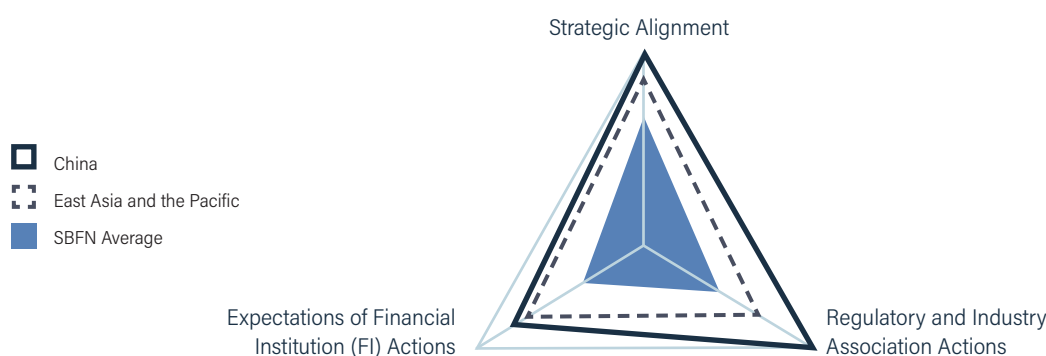 Strategic Alignment
China
East Asia and the Pacific
SBFN Average
Expectations of Financial
Institution (FI) Actions
Regulatory and Industry
Association Actions